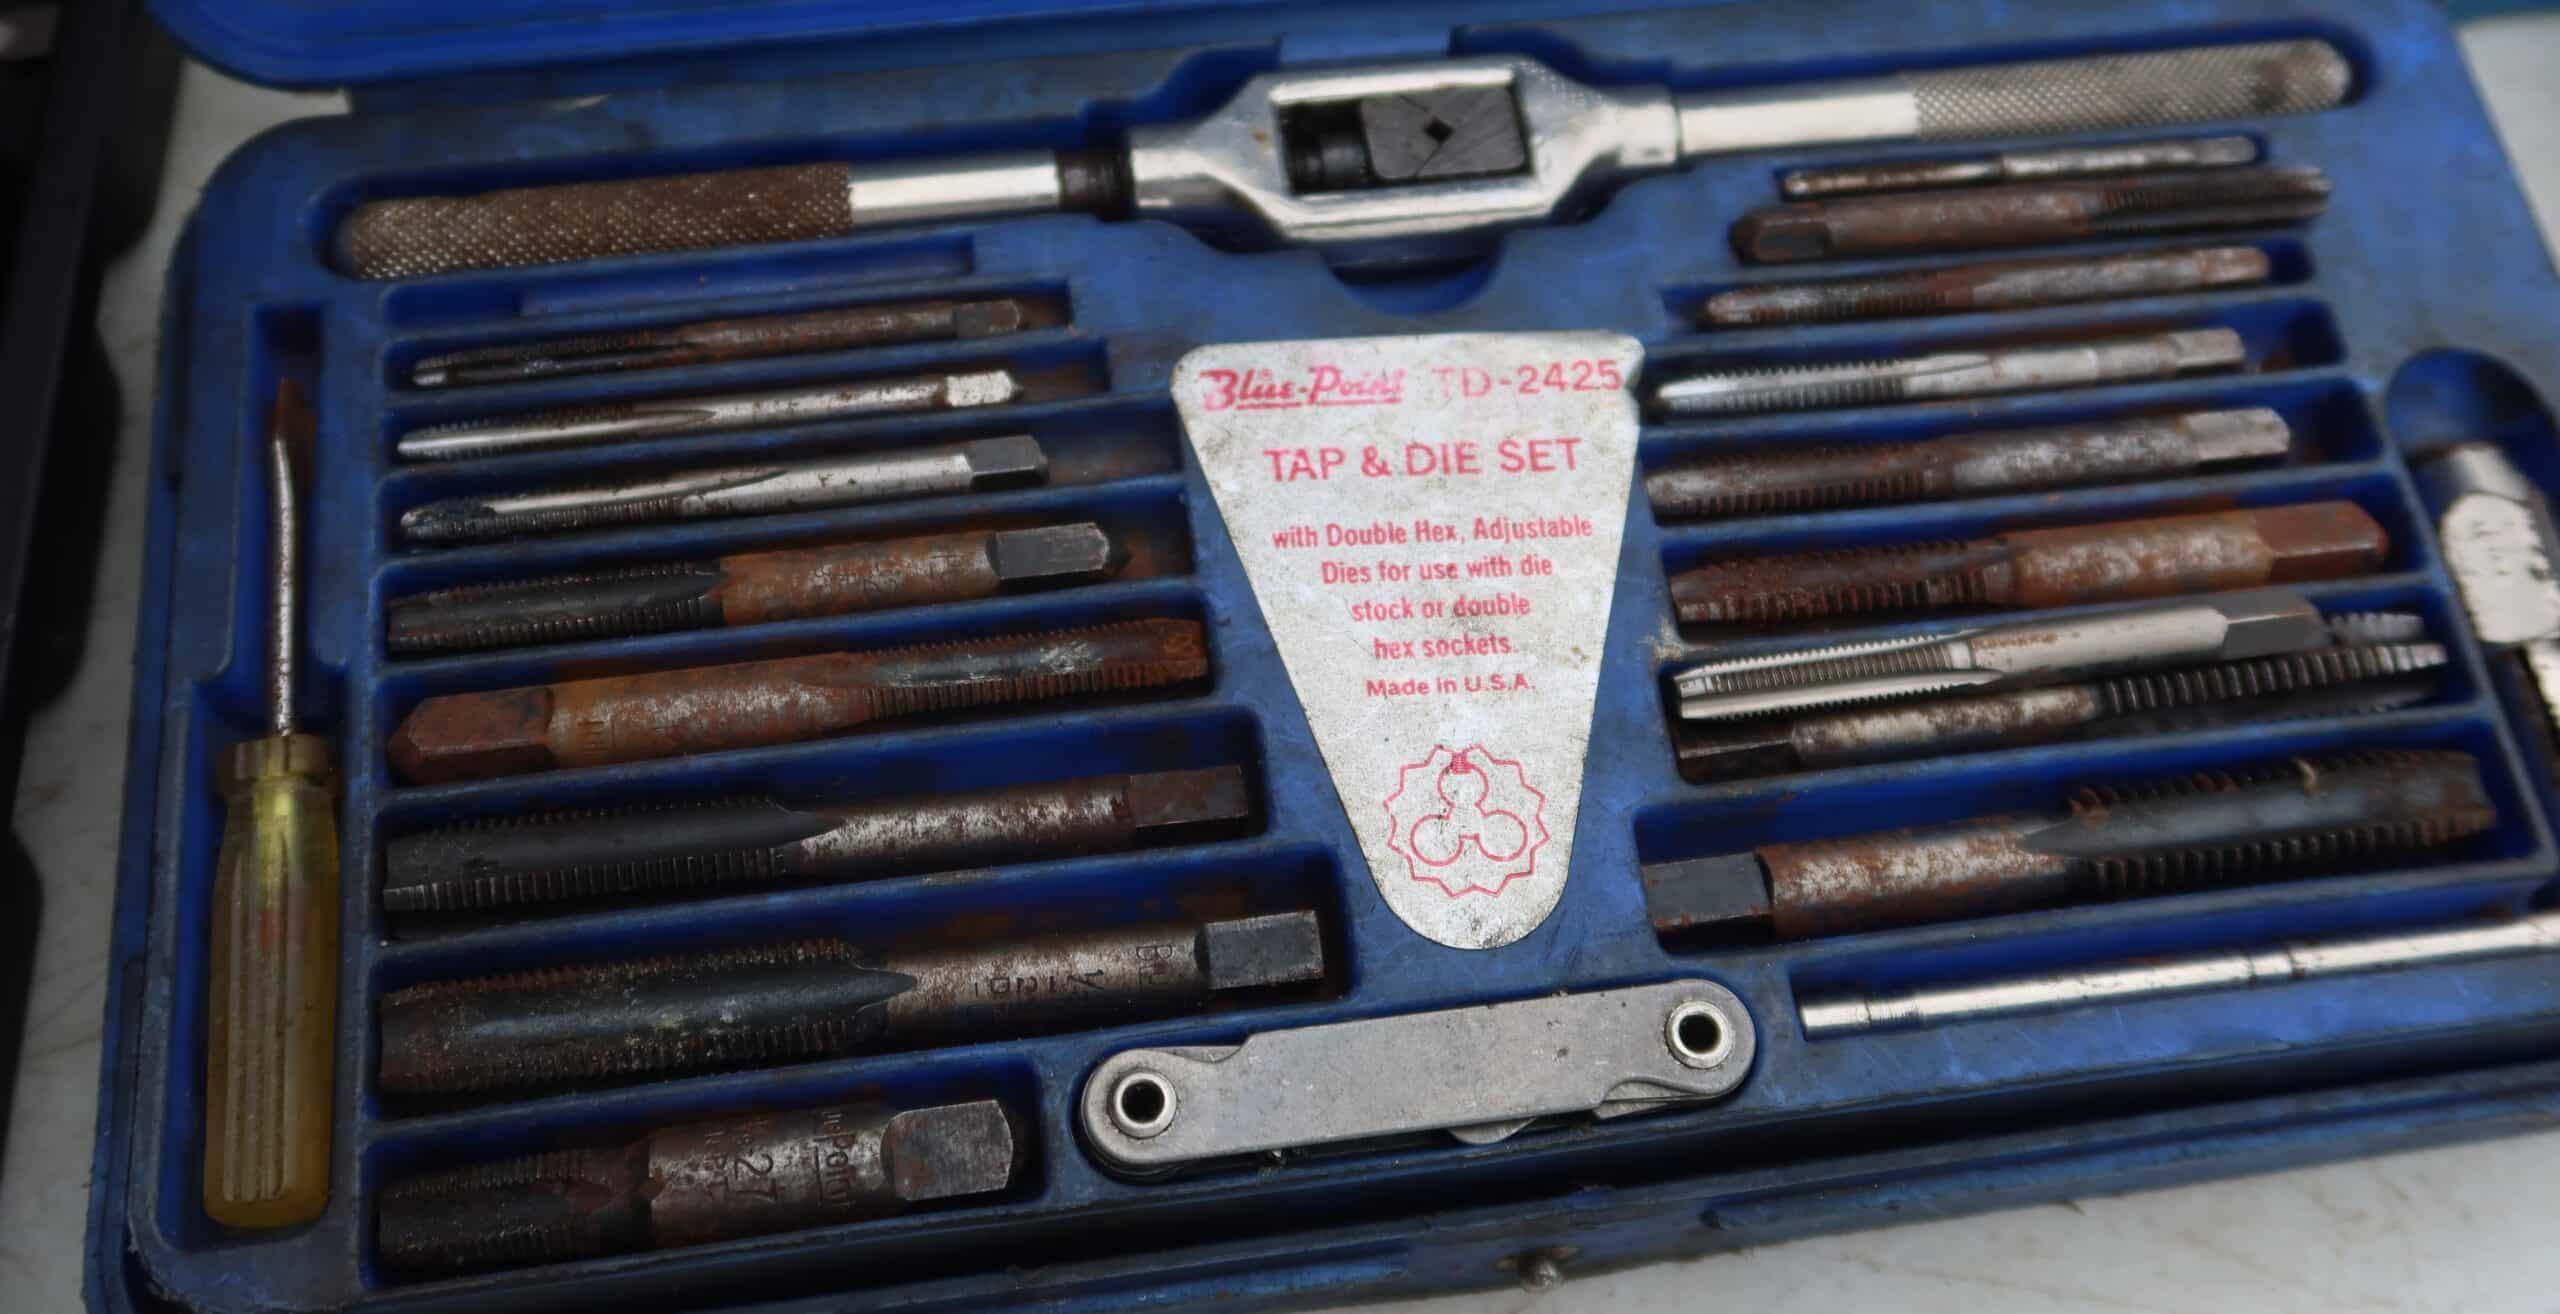 Blue-Point TD-2425
TAP & DIE SET
with Double Hex, Adjustable
Dies for use with die
stock or double
hex sockets.
Made in U.S.A.
27